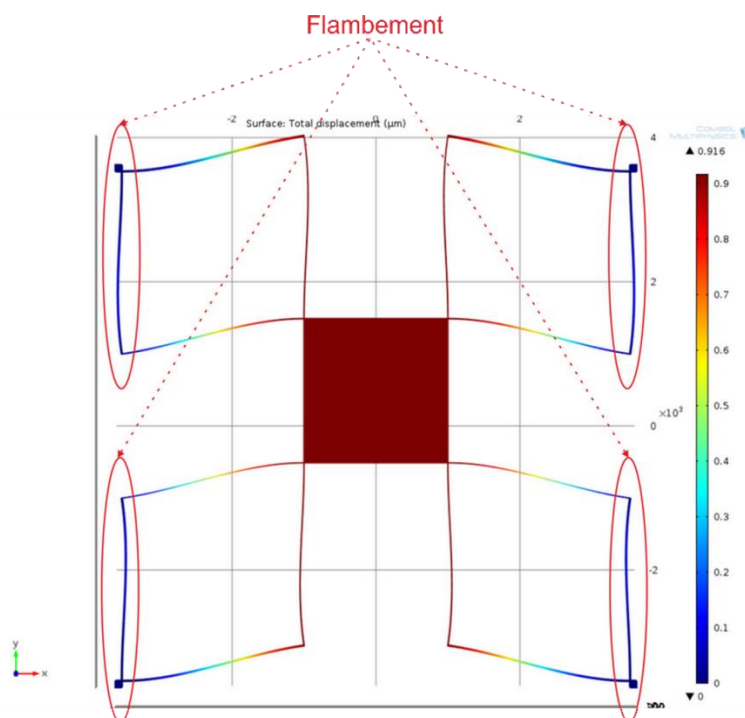 Flambement
-2 0 2
Surface: Total displacement (µm)
COMSOL
MULTIPHYSICS
▲ 0.916
4
0.9
0.8
0.7
2
0.6
0.5
×10³
0
0.4
0.3
-2
0.2
0.1
0
▼ 0
y
x